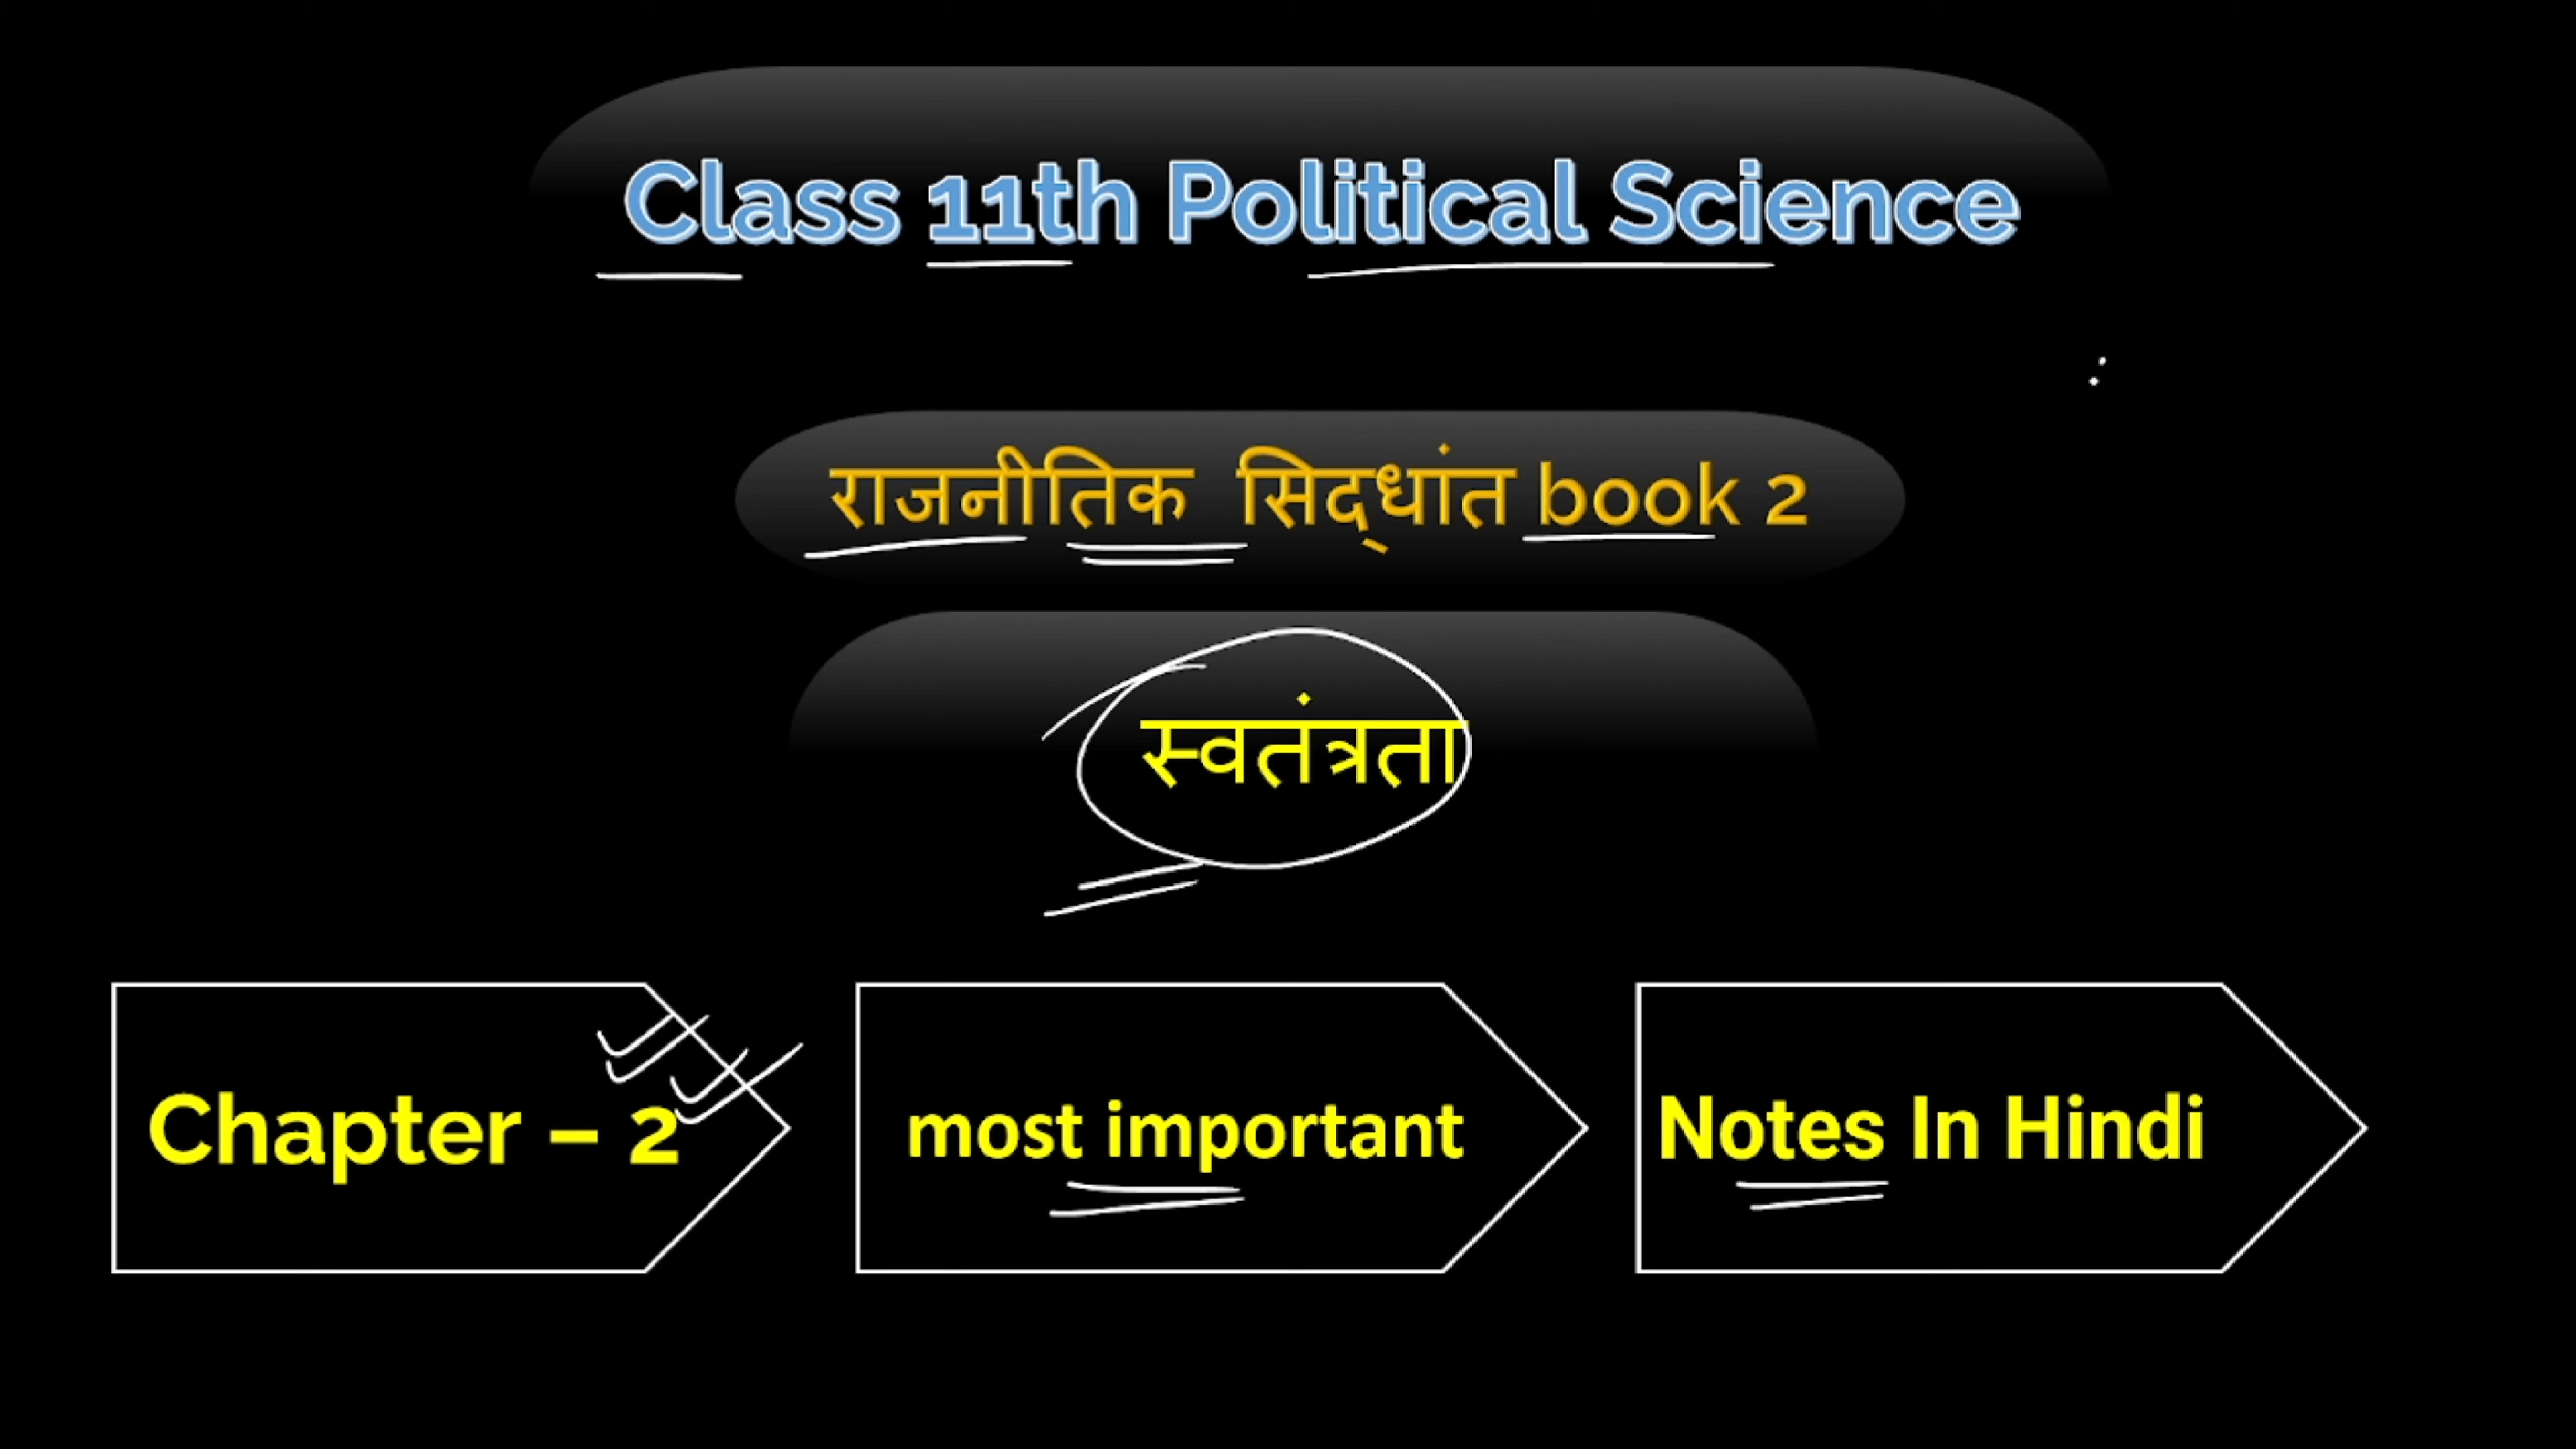 Class 11th Political Science
राजनीतिक सिद्धांत book 2
स्वतंत्रता
Chapter – 2
most important
Notes In Hindi